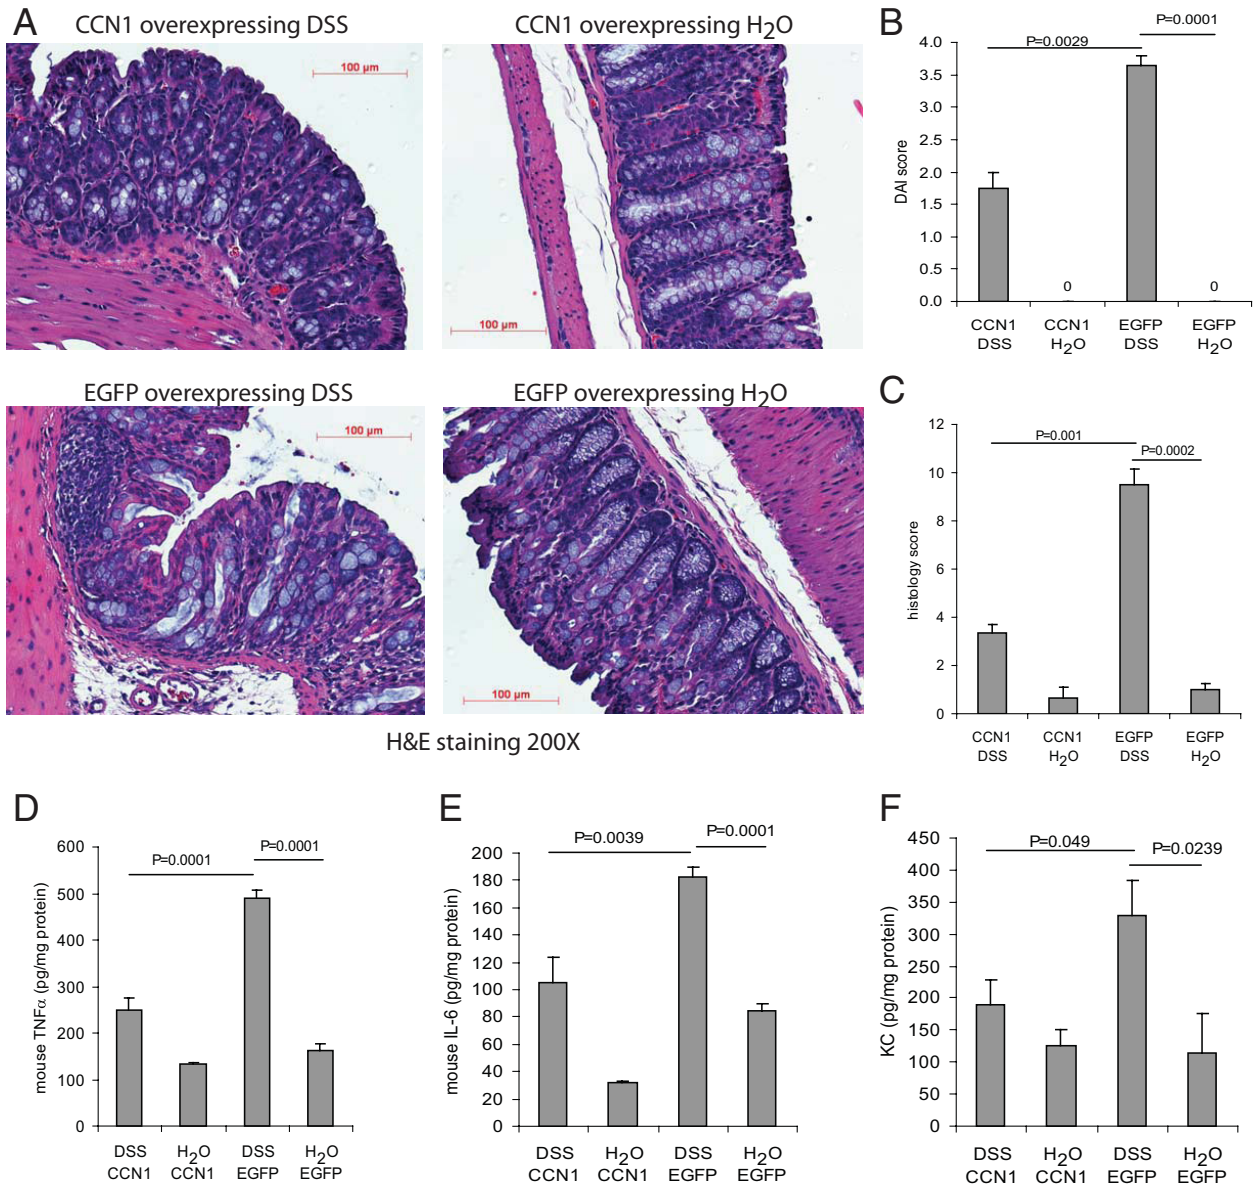 A
CCN1 overexpressing DSS
CCN1 overexpressing H2O
100 µm
100 µm
EGFP overexpressing DSS
EGFP overexpressing H2O
100 µm
100 µm
H&E staining 200X
B
P=0.0001
P=0.0029
DAI score
4.0
3.5
3.0
2.5
2.0
1.5
1.0
0.5
0.0
0
0
CCN1 CCN1 EGFP EGFP
DSS H2O DSS H2O
C
P=0.001
P=0.0002
histology score
12
10
8
6
4
2
0
CCN1 CCN1 EGFP EGFP
DSS H2O DSS H2O
D
P=0.0001
P=0.0001
mouse TNFα (pg/mg protein)
600
500
400
300
200
100
0
DSS H2O DSS H2O
CCN1 CCN1 EGFP EGFP
E
P=0.0039
P=0.0001
mouse IL-6 (pg/mg protein)
200
180
160
140
120
100
80
60
40
20
0
DSS H2O DSS H2O
CCN1 CCN1 EGFP EGFP
F
P=0.049
P=0.0239
KC (pg/mg protein)
450
400
350
300
250
200
150
100
50
0
DSS H2O DSS H2O
CCN1 CCN1 EGFP EGFP